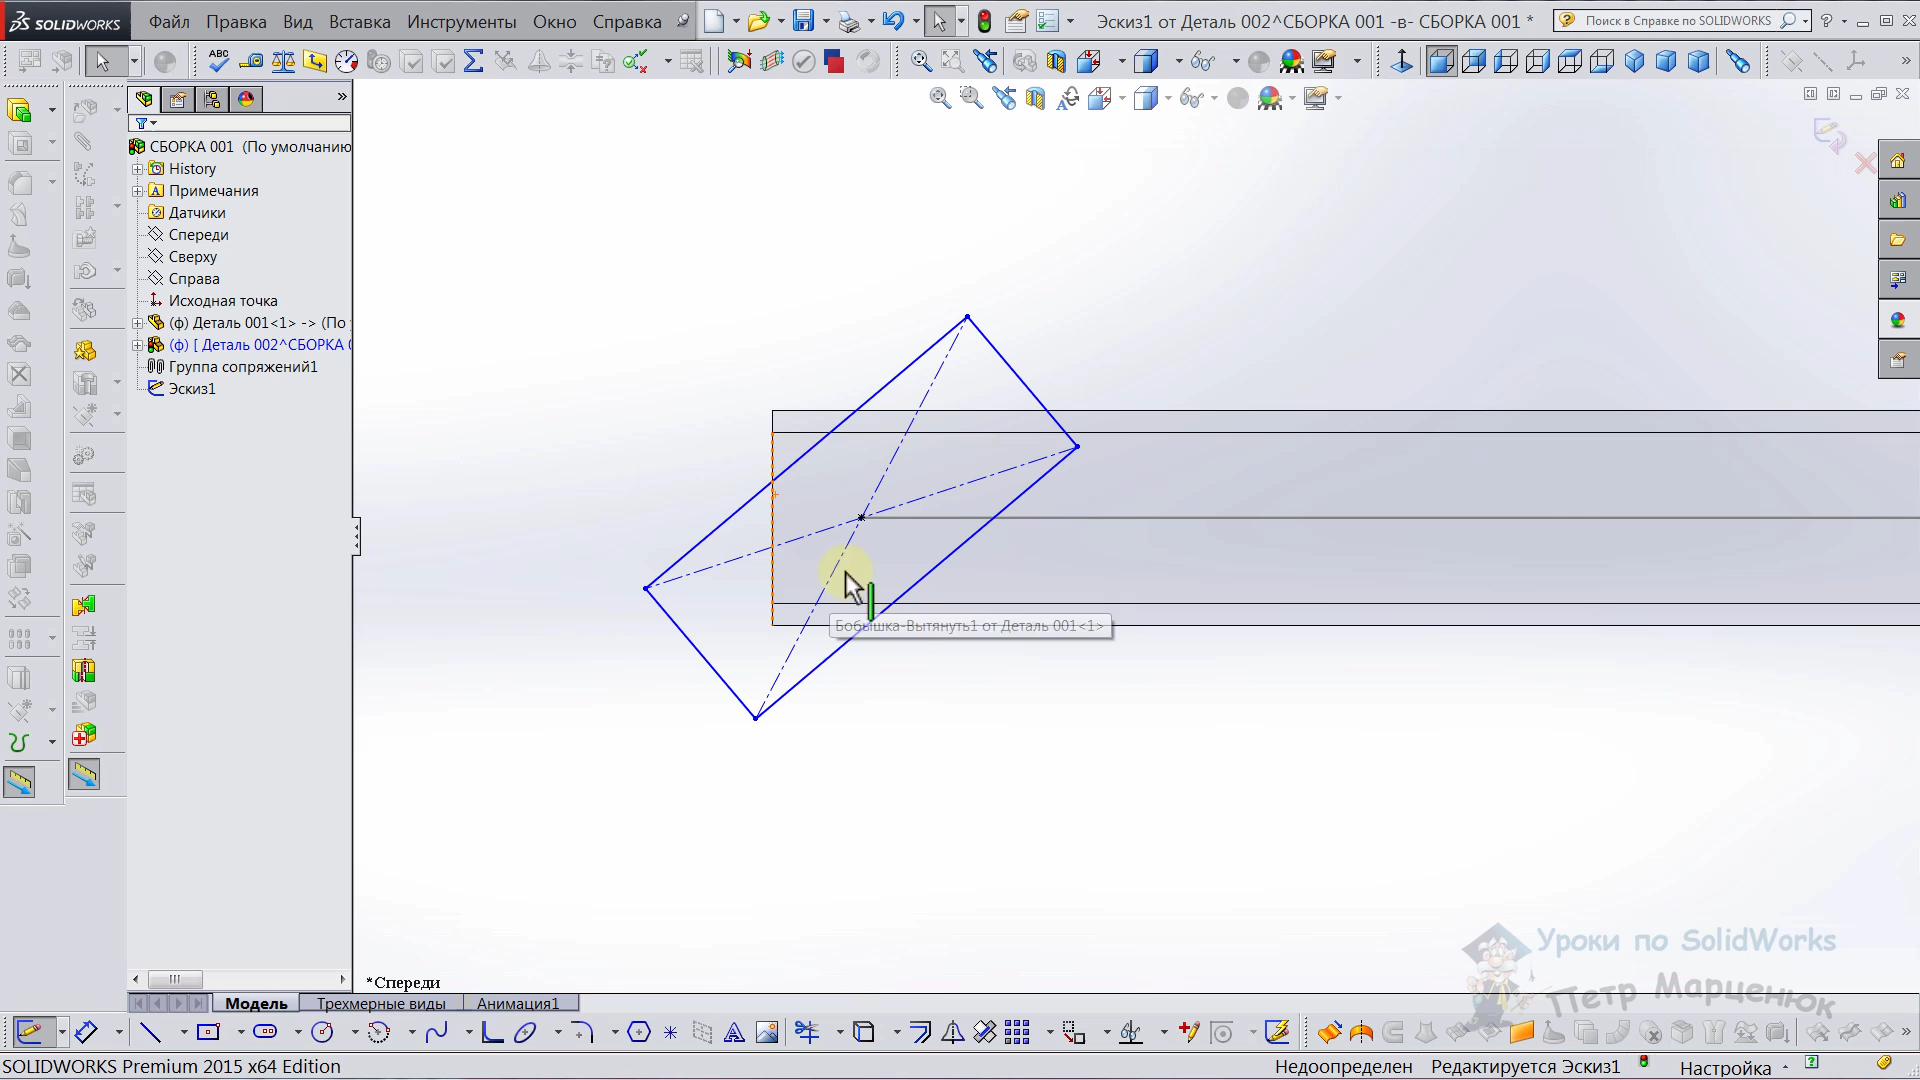 SOLIDWORKS
Файл Правка Вид Вставка Инструменты Окно Справка
Эскиз1 от Деталь 002^СБОРКА 001 -в- СБОРКА 001 *
Поиск в Справке по SOLIDWORKS
СБОРКА 001 (По умолчанию
History
Примечания
Датчики
Спереди
Сверху
Справа
Исходная точка
(ф) Деталь 001<1> -> (По
(ф) [ Деталь 002^СБОРКА
Группа сопряжений1
Эскиз1
Бобышка-Вытянуть1 от Деталь 001<1>
Уроки по SolidWorks
Петр Марценюк
*Спереди
Модель Трехмерные виды Анимация1
SOLIDWORKS Premium 2015 x64 Edition
Недоопределен Редактируется Эскиз1 Настройка